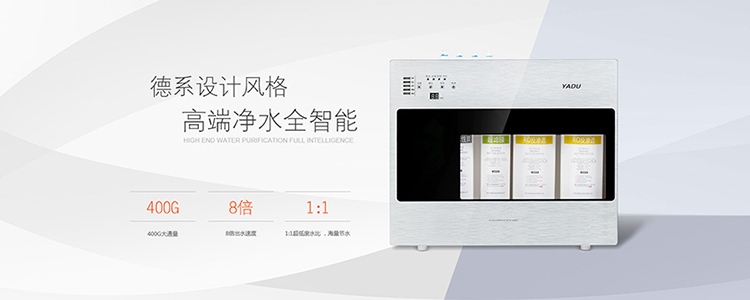 德系设计风格
高端净水全智能
HIGH END WATER PURIFICATION FULL INTELLIGENCE
400G
8倍
1:1
400G大通量
8倍出水速度
1:1超低废水比，海量节水
YADU